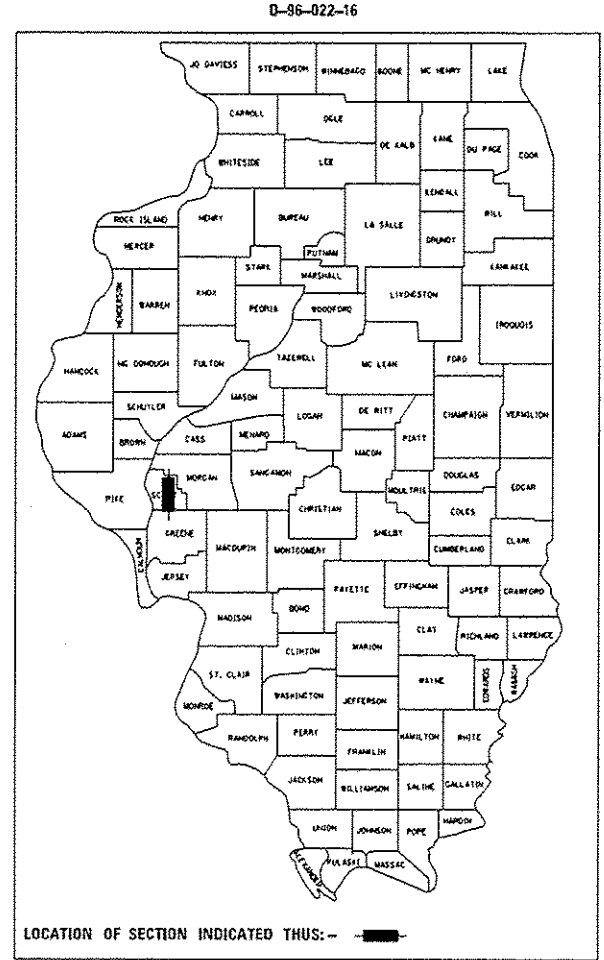 D-96-022-16
JO DAVIESS STEPHENSON WINNEBAGO BOONE MC HENRY LAKE
CARROLL OGLE
DE KALB KANE DU PAGE COOK
WHITESIDE LEE
KENDALL
ROCK ISLAND HENRY BUREAU LA SALLE WILL
MERCER PUTNAM GRUNDY
STARK MARSHALL KANKAKEE
HENDERSON WARREN KNOX PEORIA WOODFORD LIVINGSTON IROQUOIS
HANCOCK MC DONOUGH FULTON TAZEWELL MC LEAN FORD
MASON
SCHUYLER LOGAN DE WITT CHAMPAIGN VERMILION
ADAMS BROWN CASS MENARD PIATT
MACON
PIKE SC MORGAN SANGAMON MOULTRIE DOUGLAS EDGAR
CHRISTIAN COLES
GREENE SHELBY
CALHOUN MACOUPIN MONTGOMERY CUMBERLAND CLARK
JERSEY FAYETTE EFFINGHAM JASPER CRAWFORD
MADISON BOND
CLAY RICHLAND LAWRENCE
CLINTON MARION
ST. CLAIR WAYNE EDWARDS WABASH
WASHINGTON JEFFERSON
MONROE
RANDOLPH PERRY HAMILTON WHITE
FRANKLIN
JACKSON WILLIAMSON SALINE GALLATIN
UNION JOHNSON POPE HARDIN
ALEXANDER PULASKI MASSAC
LOCATION OF SECTION INDICATED THUS:-